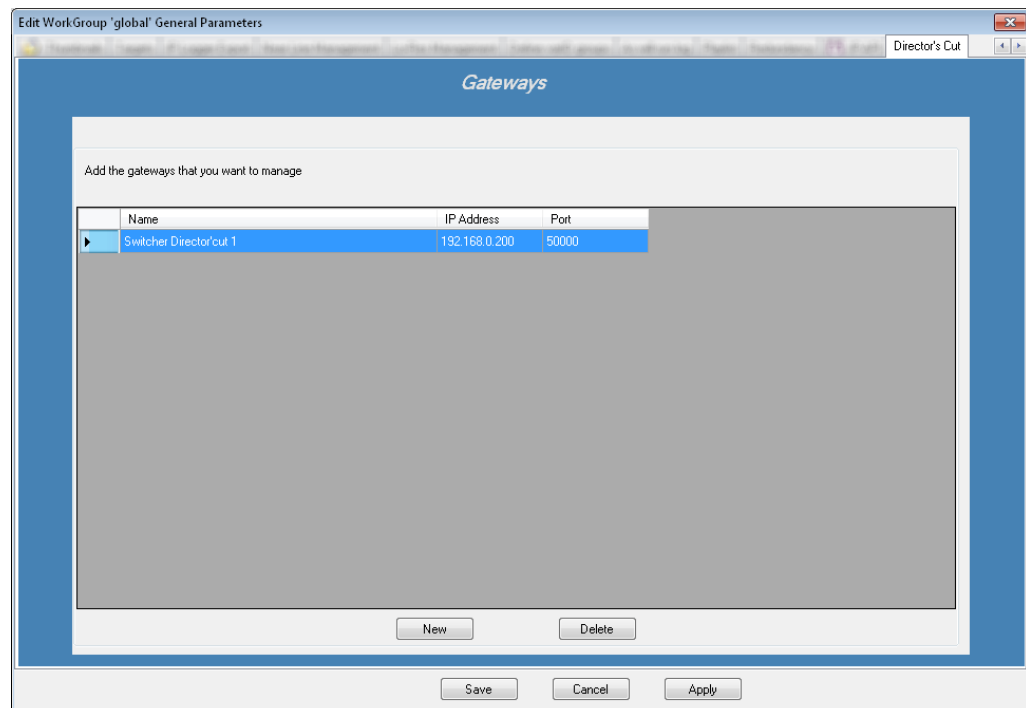 Edit WorkGroup 'global' General Parameters
Director's Cut
Gateways
Add the gateways that you want to manage
Name IP Address Port
Switcher Director'cut 1 192.168.0.200 50000
New Delete
Save Cancel Apply